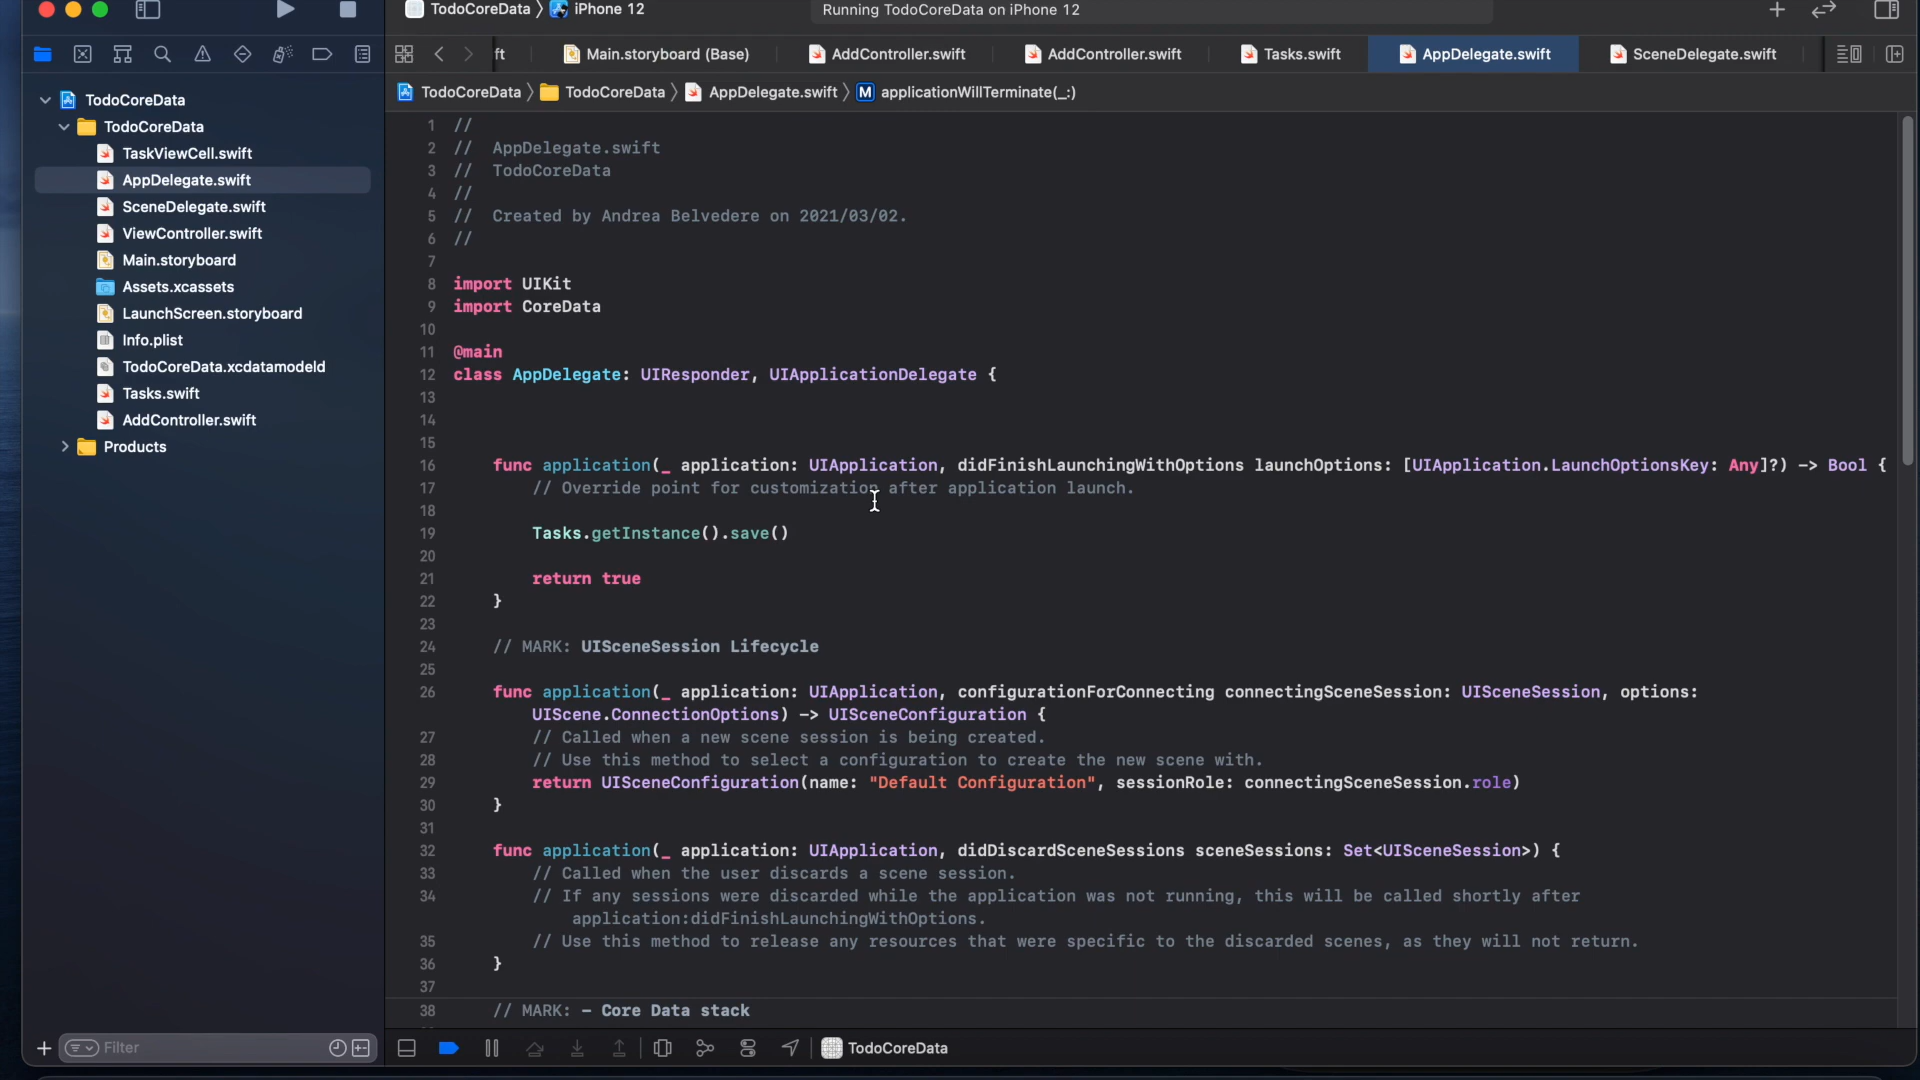 TodoCoreData
iPhone 12
Running TodoCoreData on iPhone 12
ft
Main.storyboard (Base)
AddController.swift
AddController.swift
Tasks.swift
AppDelegate.swift
SceneDelegate.swift
TodoCoreData
TodoCoreData
AppDelegate.swift
M
applicationWillTerminate(_:)
TodoCoreData
TodoCoreData
TaskViewCell.swift
AppDelegate.swift
SceneDelegate.swift
ViewController.swift
Main.storyboard
Assets.xcassets
LaunchScreen.storyboard
Info.plist
TodoCoreData.xcdatamodeld
Tasks.swift
AddController.swift
Products
Filter
1 //
2 //  AppDelegate.swift
3 //  TodoCoreData
4 //
5 //  Created by Andrea Belvedere on 2021/03/02.
6 //
7
8 import UIKit
9 import CoreData
10
11 @main
12 class AppDelegate: UIResponder, UIApplicationDelegate {
13
14
15
16 func application(_ application: UIApplication, didFinishLaunchingWithOptions launchOptions: [UIApplication.LaunchOptionsKey: Any]?) -> Bool {
17 // Override point for customization after application launch.
18
19 Tasks.getInstance().save()
20
21 return true
22 }
23
24 // MARK: UISceneSession Lifecycle
25
26 func application(_ application: UIApplication, configurationForConnecting connectingSceneSession: UISceneSession, options:
UIScene.ConnectionOptions) -> UISceneConfiguration {
27 // Called when a new scene session is being created.
28 // Use this method to select a configuration to create the new scene with.
29 return UISceneConfiguration(name: "Default Configuration", sessionRole: connectingSceneSession.role)
30 }
31
32 func application(_ application: UIApplication, didDiscardSceneSessions sceneSessions: Set<UISceneSession>) {
33 // Called when the user discards a scene session.
34 // If any sessions were discarded while the application was not running, this will be called shortly after
application:didFinishLaunchingWithOptions.
35 // Use this method to release any resources that were specific to the discarded scenes, as they will not return.
36 }
37
38 // MARK: - Core Data stack
TodoCoreData